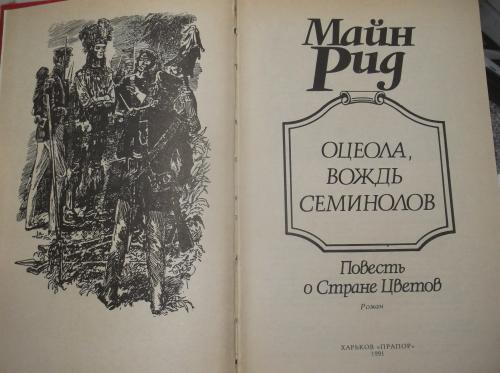 Майн
Рид
ОЦЕОЛА,
ВОЖДЬ
СЕМИНОЛОВ
Повесть
о Стране Цветов
Роман
ХАРЬКОВ «ПРАПОР»
1991